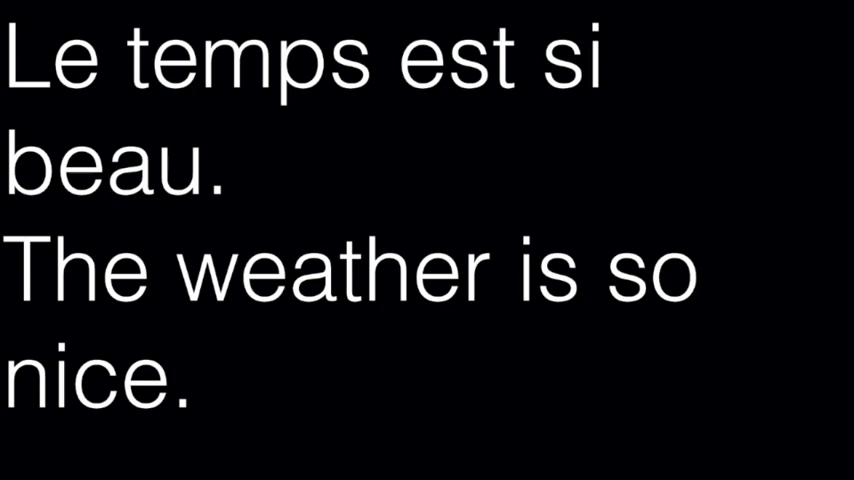 Le temps est si
beau.
The weather is so
nice.